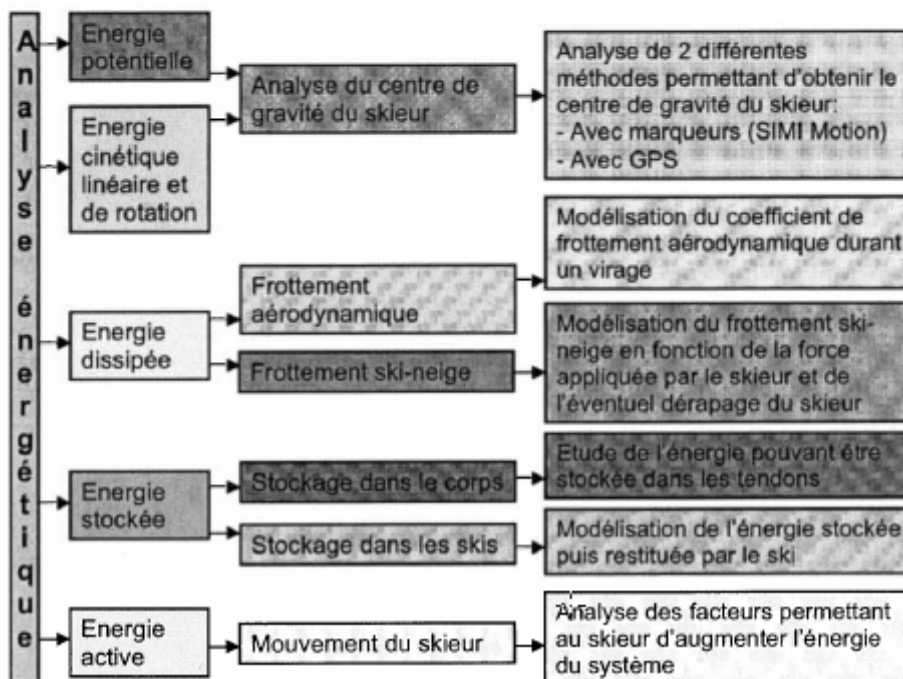 Analyse énergétique
Energie
potentielle
Energie
cinétique
linéaire et
de rotation
Analyse du centre de
gravité du skieur
Analyse de 2 différentes
méthodes permettant d'obtenir le
centre de gravité du skieur:
- Avec marqueurs (SIMI Motion)
- Avec GPS
Energie
dissipée
Frottement
aérodynamique
Modélisation du coefficient de
frottement aérodynamique durant
un virage
Frottement ski-neige
Modélisation du frottement ski-
neige en fonction de la force
appliquée par le skieur et de
l'éventuel dérapage du skieur
Energie
stockée
Stockage dans le corps
Etude de l'énergie pouvant être
stockée dans les tendons
Stockage dans les skis
Modélisation de l'énergie stockée
puis restituée par le ski
Energie
active
Mouvement du skieur
Analyse des facteurs permettant
au skieur d'augmenter l'énergie
du système